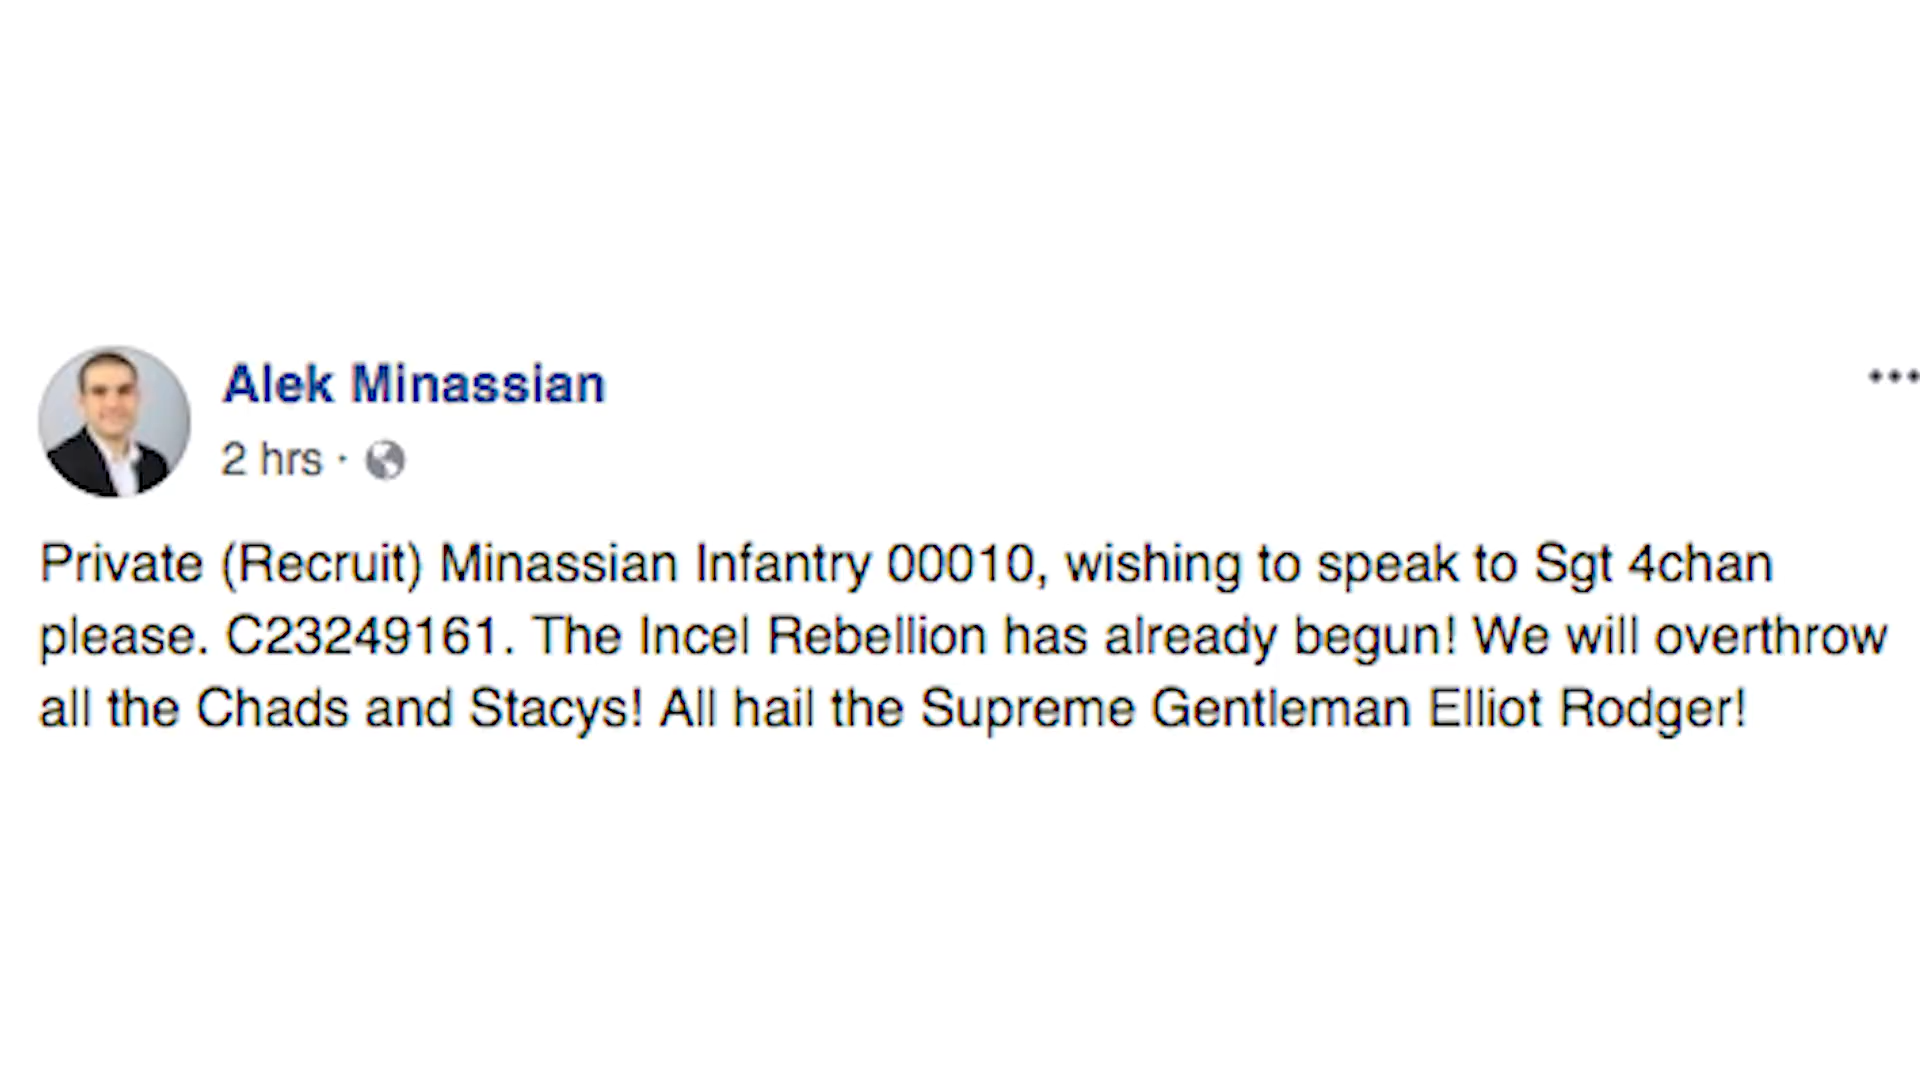 Alek Minassian
2 hrs ·
Private (Recruit) Minassian Infantry 00010, wishing to speak to Sgt 4chan
please. C23249161. The Incel Rebellion has already begun! We will overthrow
all the Chads and Stacys! All hail the Supreme Gentleman Elliot Rodger!